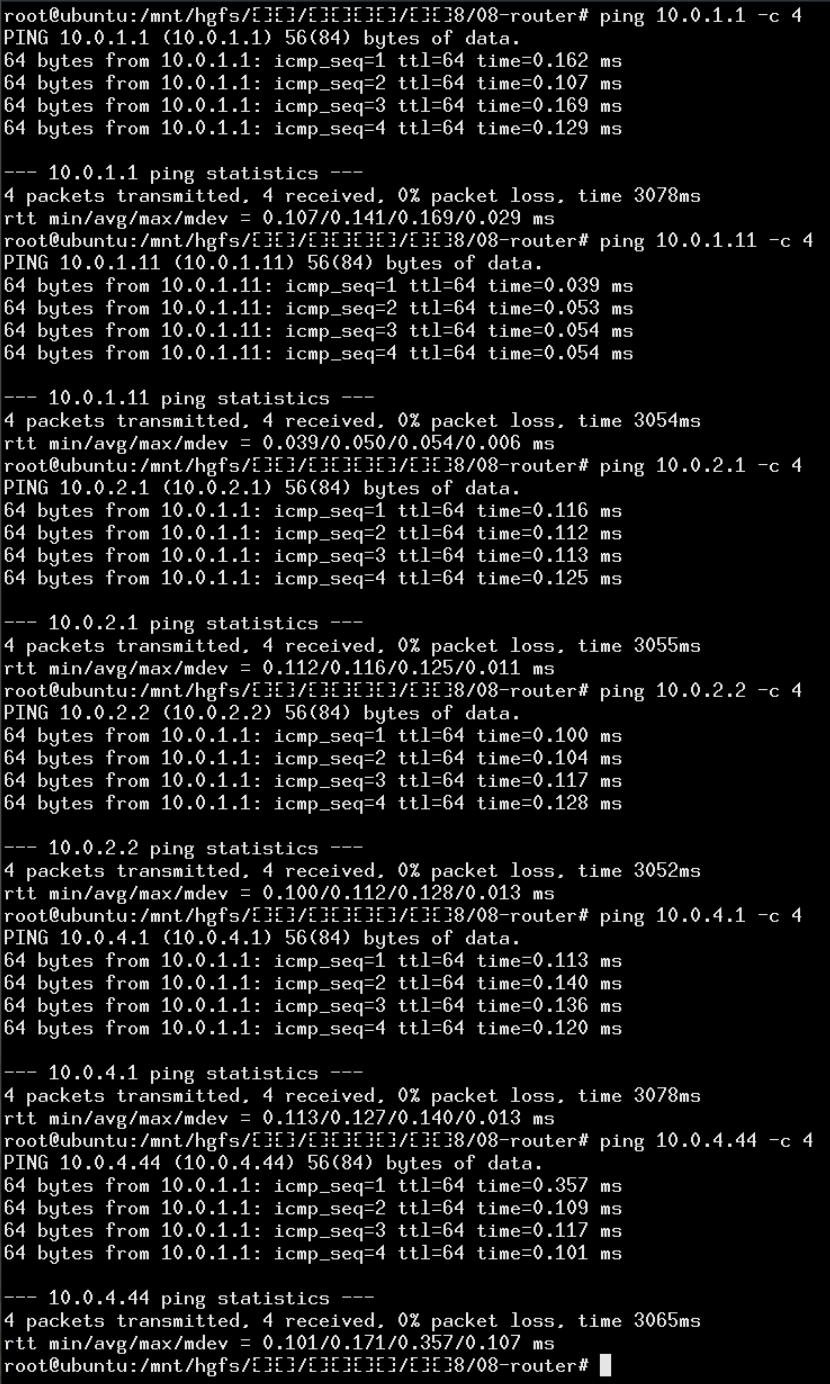 root@ubuntu:/mnt/hgfs/[][]/[][][][]/[][]8/08-router# ping 10.0.1.1 -c 4
PING 10.0.1.1 (10.0.1.1) 56(84) bytes of data.
64 bytes from 10.0.1.1: icmp_seq=1 ttl=64 time=0.162 ms
64 bytes from 10.0.1.1: icmp_seq=2 ttl=64 time=0.107 ms
64 bytes from 10.0.1.1: icmp_seq=3 ttl=64 time=0.169 ms
64 bytes from 10.0.1.1: icmp_seq=4 ttl=64 time=0.129 ms

--- 10.0.1.1 ping statistics ---
4 packets transmitted, 4 received, 0% packet loss, time 3078ms
rtt min/avg/max/mdev = 0.107/0.141/0.169/0.029 ms
root@ubuntu:/mnt/hgfs/[][]/[][][][]/[][]8/08-router# ping 10.0.1.11 -c 4
PING 10.0.1.11 (10.0.1.11) 56(84) bytes of data.
64 bytes from 10.0.1.11: icmp_seq=1 ttl=64 time=0.039 ms
64 bytes from 10.0.1.11: icmp_seq=2 ttl=64 time=0.053 ms
64 bytes from 10.0.1.11: icmp_seq=3 ttl=64 time=0.054 ms
64 bytes from 10.0.1.11: icmp_seq=4 ttl=64 time=0.054 ms

--- 10.0.1.11 ping statistics ---
4 packets transmitted, 4 received, 0% packet loss, time 3054ms
rtt min/avg/max/mdev = 0.039/0.050/0.054/0.006 ms
root@ubuntu:/mnt/hgfs/[][]/[][][][]/[][]8/08-router# ping 10.0.2.1 -c 4
PING 10.0.2.1 (10.0.2.1) 56(84) bytes of data.
64 bytes from 10.0.1.1: icmp_seq=1 ttl=64 time=0.116 ms
64 bytes from 10.0.1.1: icmp_seq=2 ttl=64 time=0.112 ms
64 bytes from 10.0.1.1: icmp_seq=3 ttl=64 time=0.113 ms
64 bytes from 10.0.1.1: icmp_seq=4 ttl=64 time=0.125 ms

--- 10.0.2.1 ping statistics ---
4 packets transmitted, 4 received, 0% packet loss, time 3055ms
rtt min/avg/max/mdev = 0.112/0.116/0.125/0.011 ms
root@ubuntu:/mnt/hgfs/[][]/[][][][]/[][]8/08-router# ping 10.0.2.2 -c 4
PING 10.0.2.2 (10.0.2.2) 56(84) bytes of data.
64 bytes from 10.0.1.1: icmp_seq=1 ttl=64 time=0.100 ms
64 bytes from 10.0.1.1: icmp_seq=2 ttl=64 time=0.104 ms
64 bytes from 10.0.1.1: icmp_seq=3 ttl=64 time=0.117 ms
64 bytes from 10.0.1.1: icmp_seq=4 ttl=64 time=0.128 ms

--- 10.0.2.2 ping statistics ---
4 packets transmitted, 4 received, 0% packet loss, time 3052ms
rtt min/avg/max/mdev = 0.100/0.112/0.128/0.013 ms
root@ubuntu:/mnt/hgfs/[][]/[][][][]/[][]8/08-router# ping 10.0.4.1 -c 4
PING 10.0.4.1 (10.0.4.1) 56(84) bytes of data.
64 bytes from 10.0.1.1: icmp_seq=1 ttl=64 time=0.113 ms
64 bytes from 10.0.1.1: icmp_seq=2 ttl=64 time=0.140 ms
64 bytes from 10.0.1.1: icmp_seq=3 ttl=64 time=0.136 ms
64 bytes from 10.0.1.1: icmp_seq=4 ttl=64 time=0.120 ms

--- 10.0.4.1 ping statistics ---
4 packets transmitted, 4 received, 0% packet loss, time 3078ms
rtt min/avg/max/mdev = 0.113/0.127/0.140/0.013 ms
root@ubuntu:/mnt/hgfs/[][]/[][][][]/[][]8/08-router# ping 10.0.4.44 -c 4
PING 10.0.4.44 (10.0.4.44) 56(84) bytes of data.
64 bytes from 10.0.1.1: icmp_seq=1 ttl=64 time=0.357 ms
64 bytes from 10.0.1.1: icmp_seq=2 ttl=64 time=0.109 ms
64 bytes from 10.0.1.1: icmp_seq=3 ttl=64 time=0.117 ms
64 bytes from 10.0.1.1: icmp_seq=4 ttl=64 time=0.101 ms

--- 10.0.4.44 ping statistics ---
4 packets transmitted, 4 received, 0% packet loss, time 3065ms
rtt min/avg/max/mdev = 0.101/0.171/0.357/0.107 ms
root@ubuntu:/mnt/hgfs/[][]/[][][][]/[][]8/08-router#